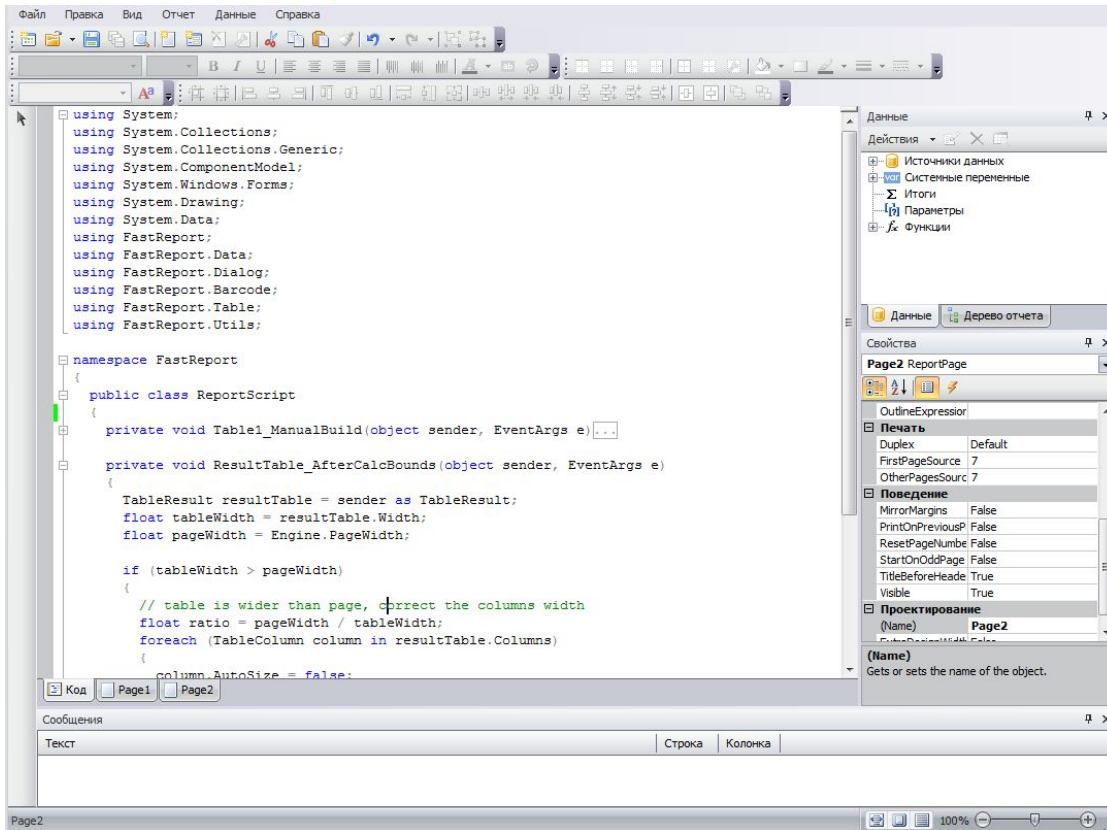 Файл Правка Вид Отчет Данные Справка
B I U
Aa
using System;
using System.Collections;
using System.Collections.Generic;
using System.ComponentModel;
using System.Windows.Forms;
using System.Drawing;
using System.Data;
using FastReport;
using FastReport.Data;
using FastReport.Dialog;
using FastReport.Barcode;
using FastReport.Table;
using FastReport.Utils;
namespace FastReport
{
public class ReportScript
{
private void Table1_ManualBuild(object sender, EventArgs e)...
private void ResultTable_AfterCalcBounds(object sender, EventArgs e)
{
TableResult resultTable = sender as TableResult;
float tableWidth = resultTable.Width;
float pageWidth = Engine.PageWidth;
if (tableWidth > pageWidth)
{
// table is wider than page, correct the columns width
float ratio = pageWidth / tableWidth;
foreach (TableColumn column in resultTable.Columns)
{
column.AutoSize = false;
Код Page1 Page2
Данные
Действия
Источники данных
var Системные переменные
Σ Итоги
[?] Параметры
fx Функции
Данные Дерево отчета
Свойства
Page2 ReportPage
OutlineExpression
Печать
Duplex Default
FirstPageSource 7
OtherPagesSourc 7
Поведение
MirrorMargins False
PrintOnPreviousP False
ResetPageNumbe False
StartOnOddPage False
TitleBeforeHeade True
Visible True
Проектирование
(Name) Page2
ExtraDesignWidth False
(Name)
Gets or sets the name of the object.
Сообщения
Текст Строка Колонка
Page2 100%